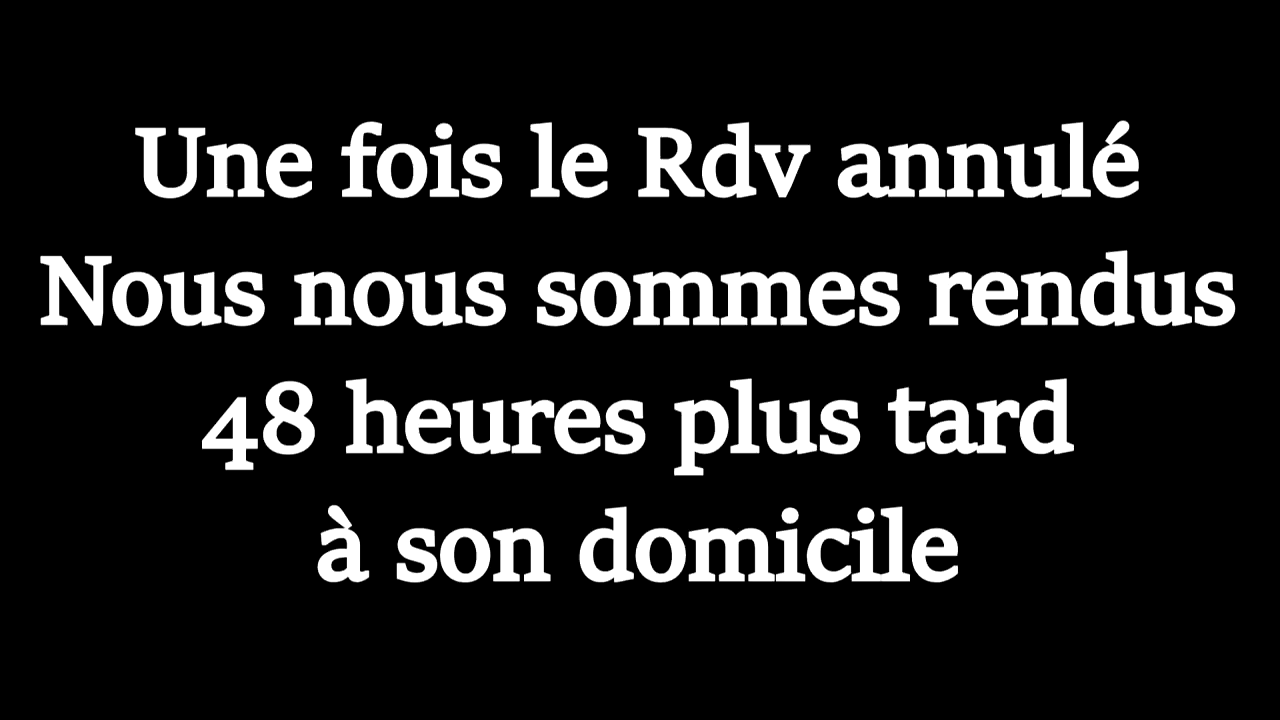 Une fois le Rdv annulé
Nous nous sommes rendus
48 heures plus tard
à son domicile